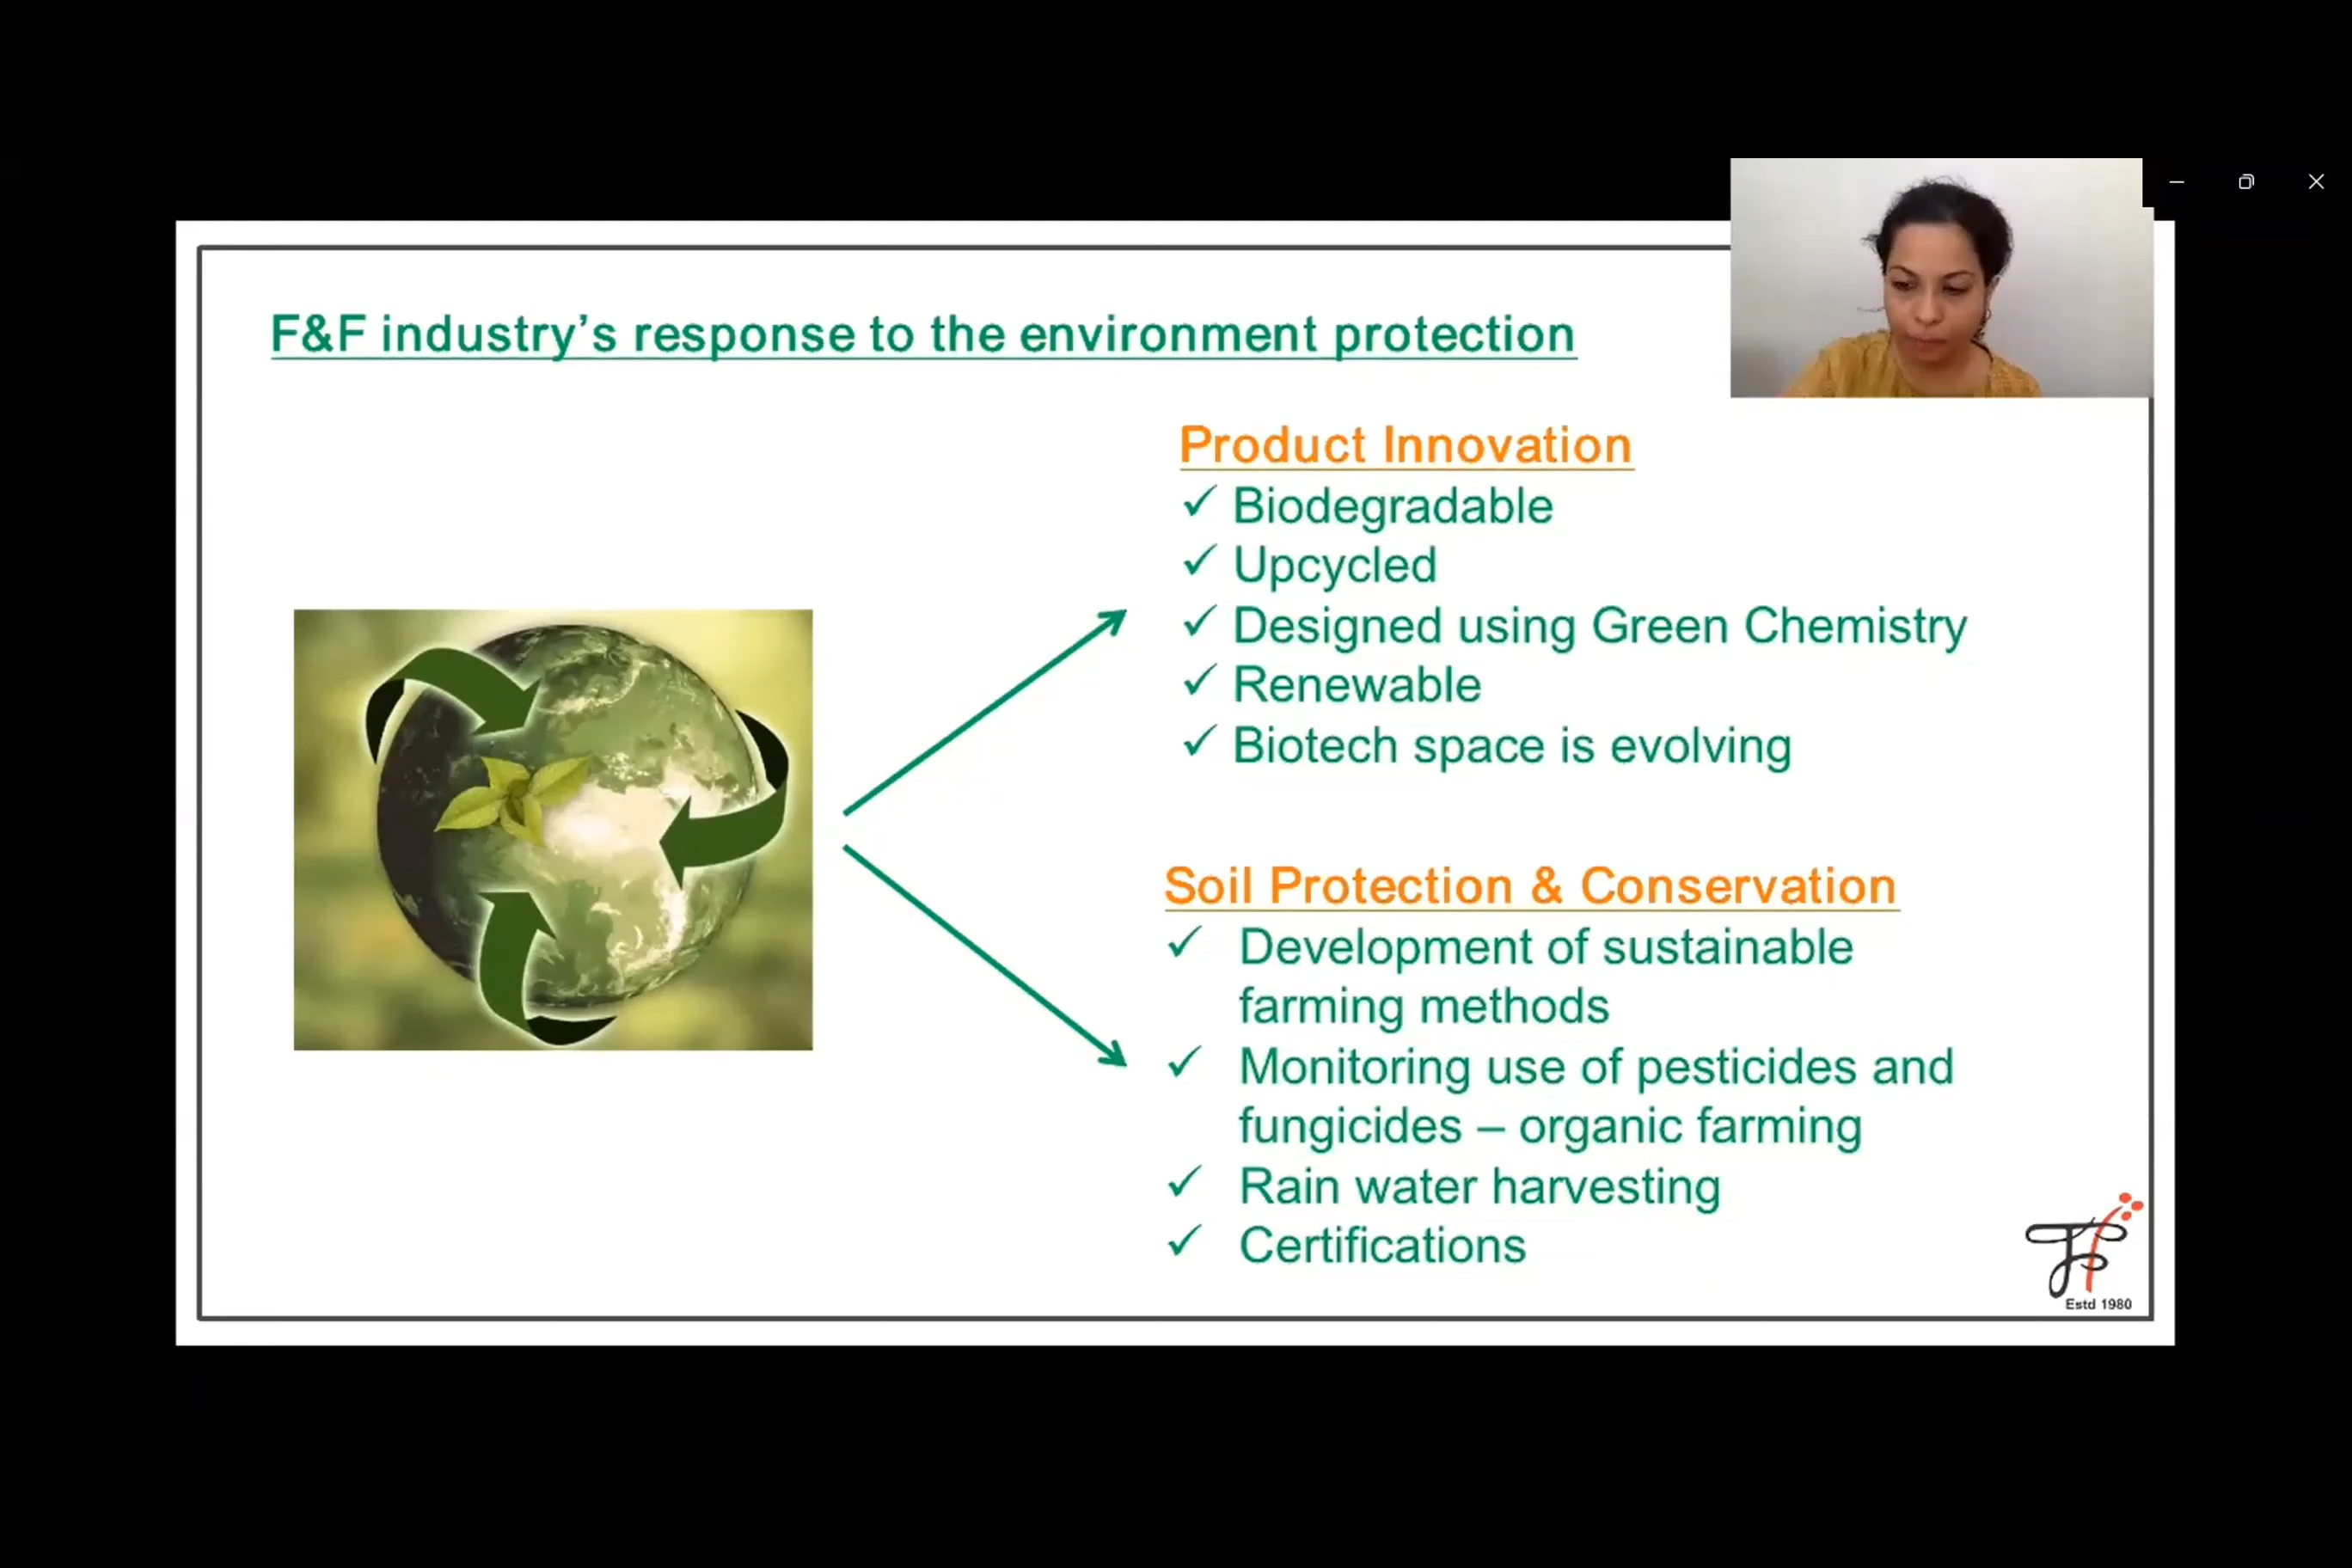 F&F industry’s response to the environment protection
Product Innovation
✓ Biodegradable
✓ Upcycled
✓ Designed using Green Chemistry
✓ Renewable
✓ Biotech space is evolving
Soil Protection & Conservation
✓ Development of sustainable
farming methods
✓ Monitoring use of pesticides and
fungicides – organic farming
✓ Rain water harvesting
✓ Certifications
Estd 1980